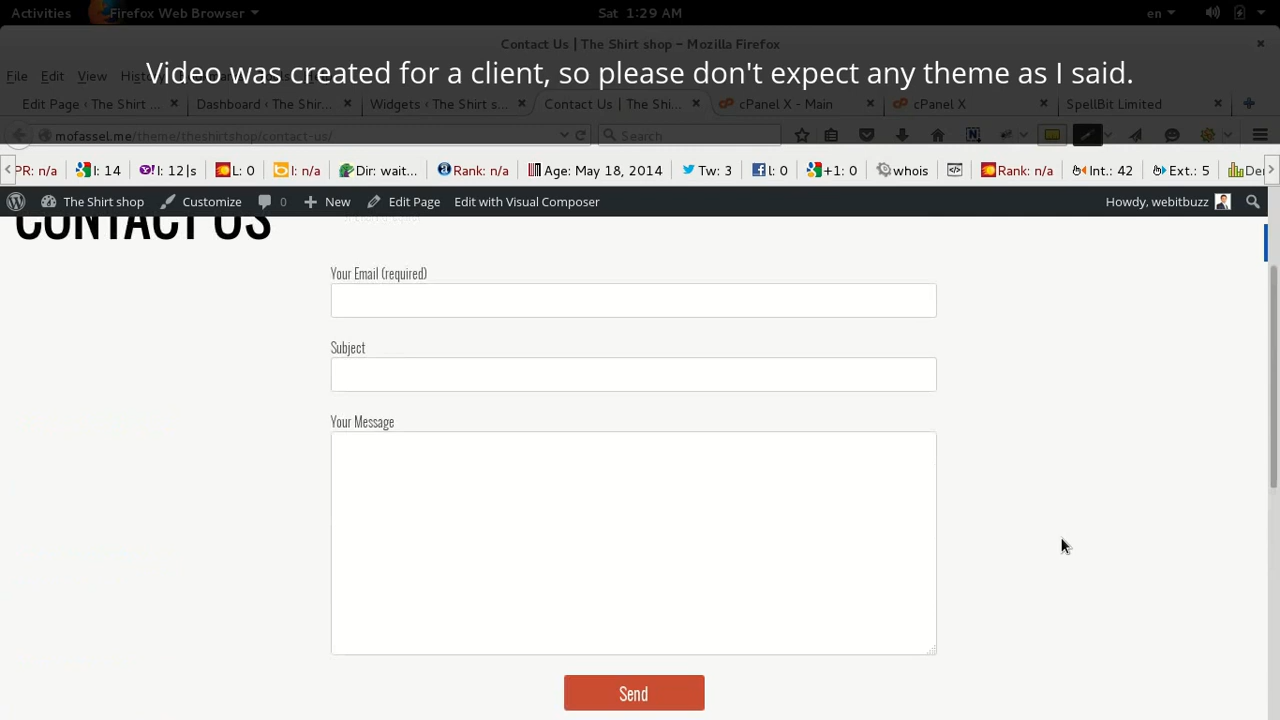 Activities Firefox Web Browser Sat 1:29 AM en
Contact Us | The Shirt shop – Mozilla Firefox
File Edit View
Video was created for a client, so please don't expect any theme as I said.
Edit Page ‹ The Shirt ... Dashboard ‹ The Shir... Widgets ‹ The Shirt s... Contact Us | The Shi... cPanel X - Main cPanel X SpellBit Limited
mofassel.me/theme/theshirtshop/contact-us/ Search
PR: n/a I: 14 I: 12|s L: 0 I: n/a Dir: wait... Rank: n/a Age: May 18, 2014 Tw: 3 l: 0 +1: 0 whois Rank: n/a Int.: 42 Ext.: 5 Den
The Shirt shop Customize 0 New Edit Page Edit with Visual Composer Howdy, webitbuzz
CONTACT US
Your Email (required)
Subject
Your Message
Send